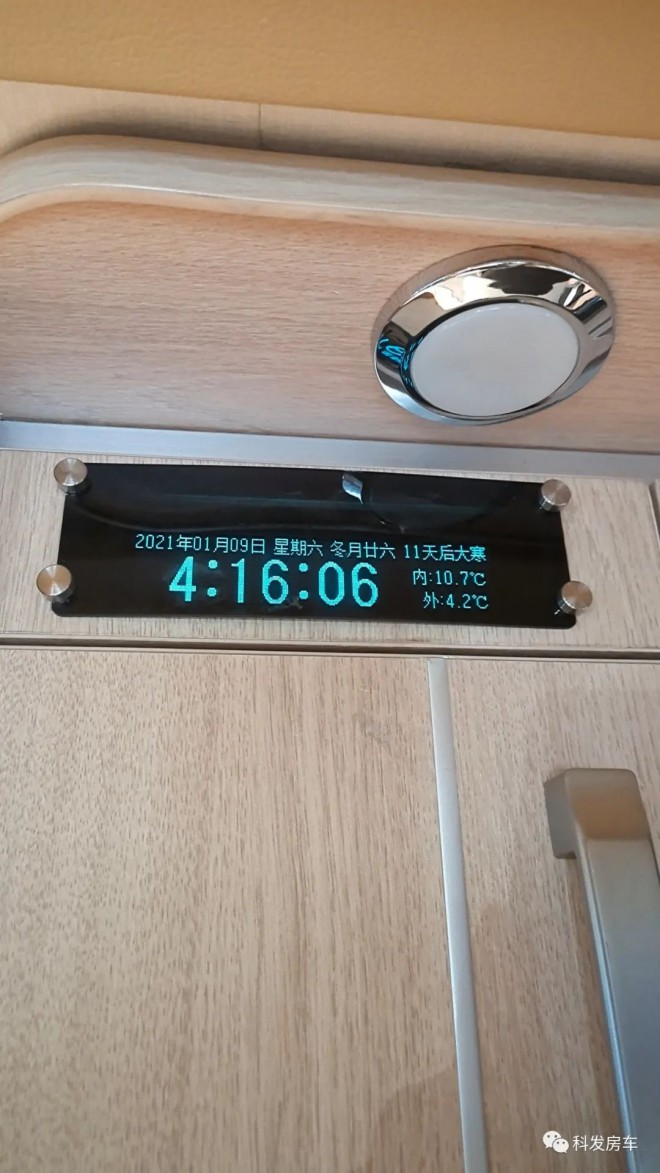 2021年01月09日 星期六 冬月廿六 11天后大寒
4:16:06
内:10.7℃
外:4.2℃
科发房车